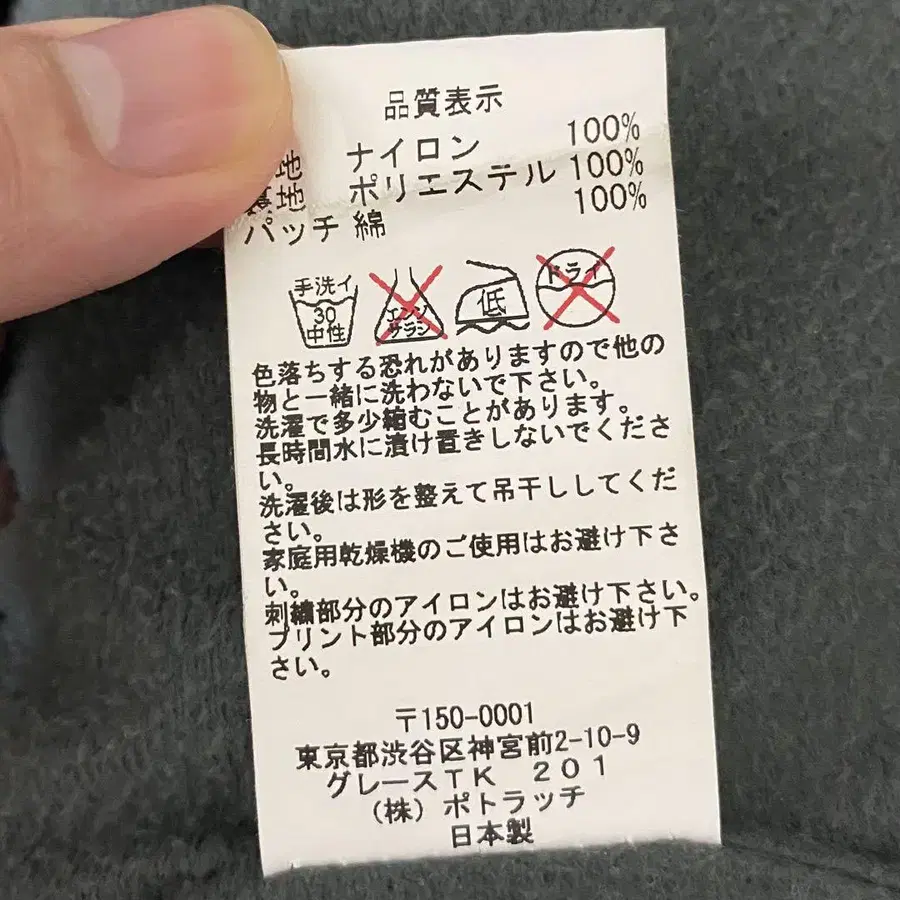 品質表示
地 ナイロン 100%
裏地 ポリエステル 100%
パッチ 綿 100%
手洗イ 30 中性
エンソ サラシ
低
ドライ
色落ちする恐れがありますので他の
物と一緒に洗わないで下さい。
洗濯で多少縮むことがあります。
長時間水に漬け置きしないでくださ
い。
洗濯後は形を整えて吊干ししてくだ
さい。
家庭用乾燥機のご使用はお避け下さ
い。
刺繍部分のアイロンはお避け下さい。
プリント部分のアイロンはお避け下
さい。
〒150-0001
東京都渋谷区神宮前2-10-9
グレースTK 201
(株) ポトラッチ
日本製